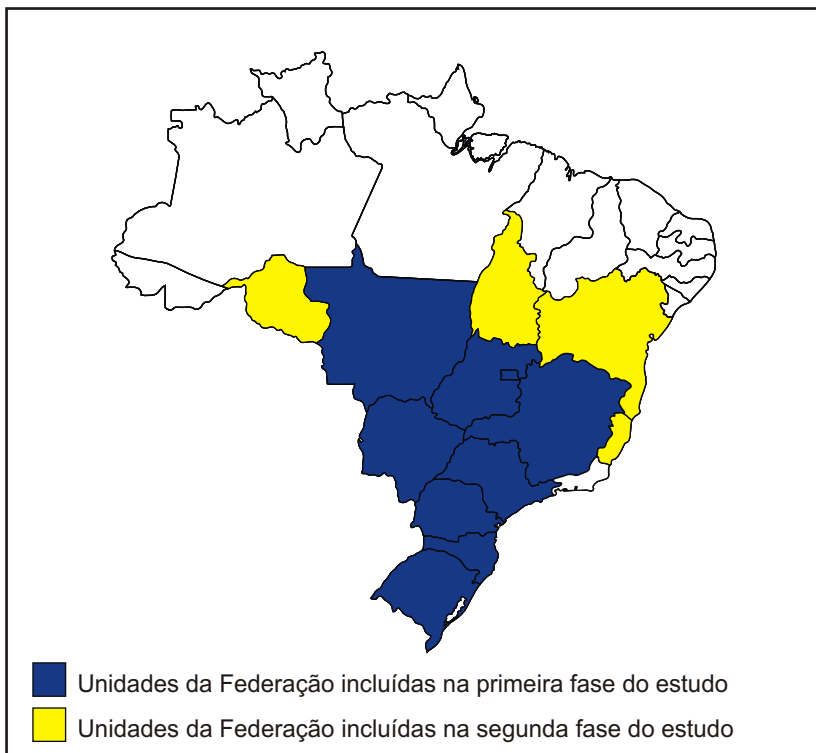 Unidades da Federação incluídas na primeira fase do estudo
Unidades da Federação incluídas na segunda fase do estudo